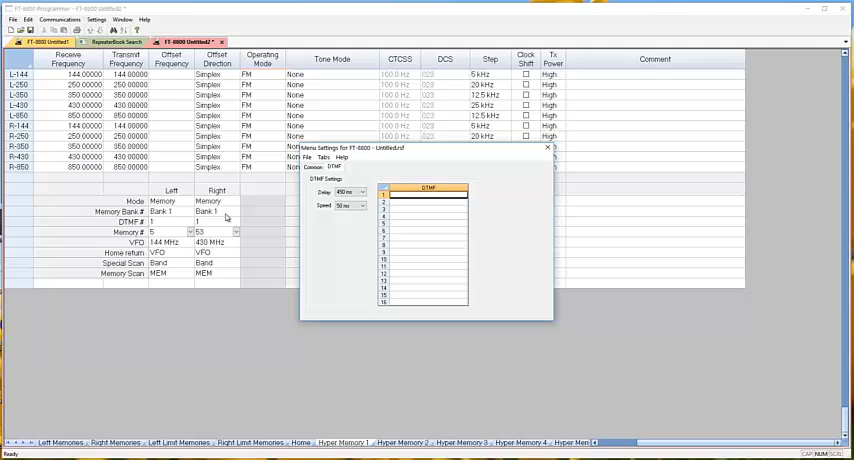 FT-8800 Programmer - FT-8800 Untitled2 *
File Edit Communications Settings Window Help
FT-8800 Untitled1 RepeaterBook Search FT-8800 Untitled2 *
Receive Frequency Transmit Frequency Offset Frequency Offset Direction Operating Mode Tone Mode CTCSS DCS Step Clock Shift Tx Power Comment
L-144 144.00000 144.00000 Simplex FM None 100.0 Hz 023 5 kHz High
L-250 250.00000 250.00000 Simplex FM None 100.0 Hz 023 20 kHz High
L-350 350.00000 350.00000 Simplex FM None 100.0 Hz 023 12.5 kHz High
L-430 430.00000 430.00000 Simplex FM None 100.0 Hz 023 25 kHz High
L-850 850.00000 850.00000 Simplex FM None 100.0 Hz 023 12.5 kHz High
R-144 144.00000 144.00000 Simplex FM None 100.0 Hz 023 5 kHz High
R-250 250.00000 250.00000 Simplex FM None 100.0 Hz 023 20 kHz High
R-350 350.00000 350.00000 Simplex FM High
R-430 430.00000 430.00000 Simplex FM High
R-850 850.00000 850.00000 Simplex FM High
Left Right
Mode Memory Memory
Memory Bank # Bank 1 Bank 1
DTMF # 1 1
Memory # 5 53
VFO 144 MHz 430 MHz
Home return VFO VFO
Special Scan Band Band
Memory Scan MEM MEM
Menu Settings for FT-8800 - Untitled.rsf
File Tabs Help
Common DTMF
DTMF Settings
Delay 450 ms
Speed 50 ms
DTMF
1
2
3
4
5
6
7
8
9
10
11
12
13
14
15
16
Left Memories Right Memories Left Limit Memories Right Limit Memories Home Hyper Memory 1 Hyper Memory 2 Hyper Memory 3 Hyper Memory 4 Hyper Mem
Ready CAP NUM SCRL